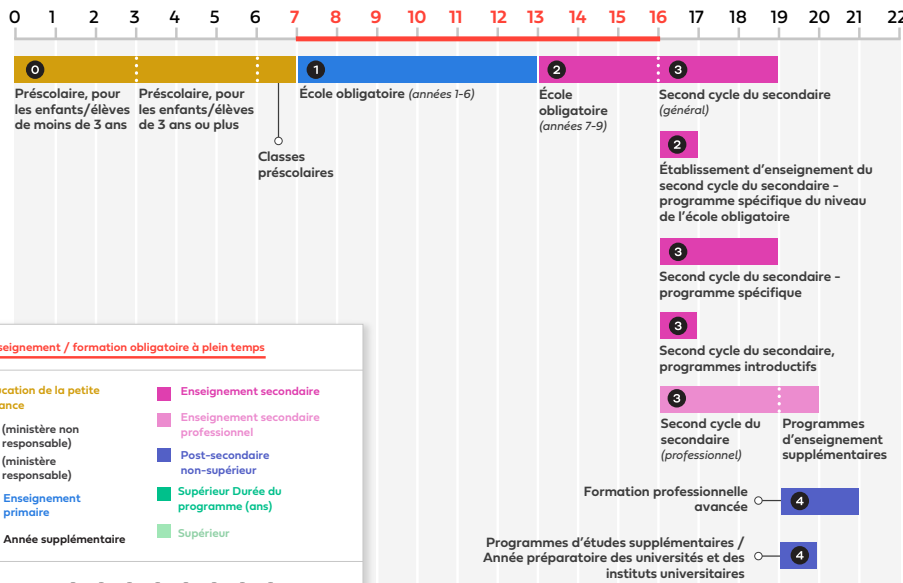 0 1 2 3 4 5 6 7 8 9 10 11 12 13 14 15 16 17 18 19 20 21 22
0
1
2
3
Préscolaire, pour
les enfants/élèves
de moins de 3 ans
Préscolaire, pour
les enfants/élèves
de 3 ans ou plus
Classes
préscolaires
École obligatoire (années 1-6)
École
obligatoire
(années 7-9)
Second cycle du secondaire
(général)
2
Établissement d'enseignement du
second cycle du secondaire -
programme spécifique du niveau
de l'école obligatoire
3
Second cycle du secondaire -
programme spécifique
3
Second cycle du secondaire,
programmes introductifs
3
Second cycle du
secondaire
(professionnel)
Programmes
d'enseignement
supplémentaires
Formation professionnelle
avancée
4
Programmes d'études supplémentaires /
Année préparatoire des universités et des
instituts universitaires
4
seignement / formation obligatoire à plein temps
cation de la petite
ance
(ministère non
responsable)
(ministère
responsable)
Enseignement
primaire
Année supplémentaire
Enseignement secondaire
Enseignement secondaire
professionnel
Post-secondaire
non-supérieur
Supérieur Durée du
programme (ans)
Supérieur